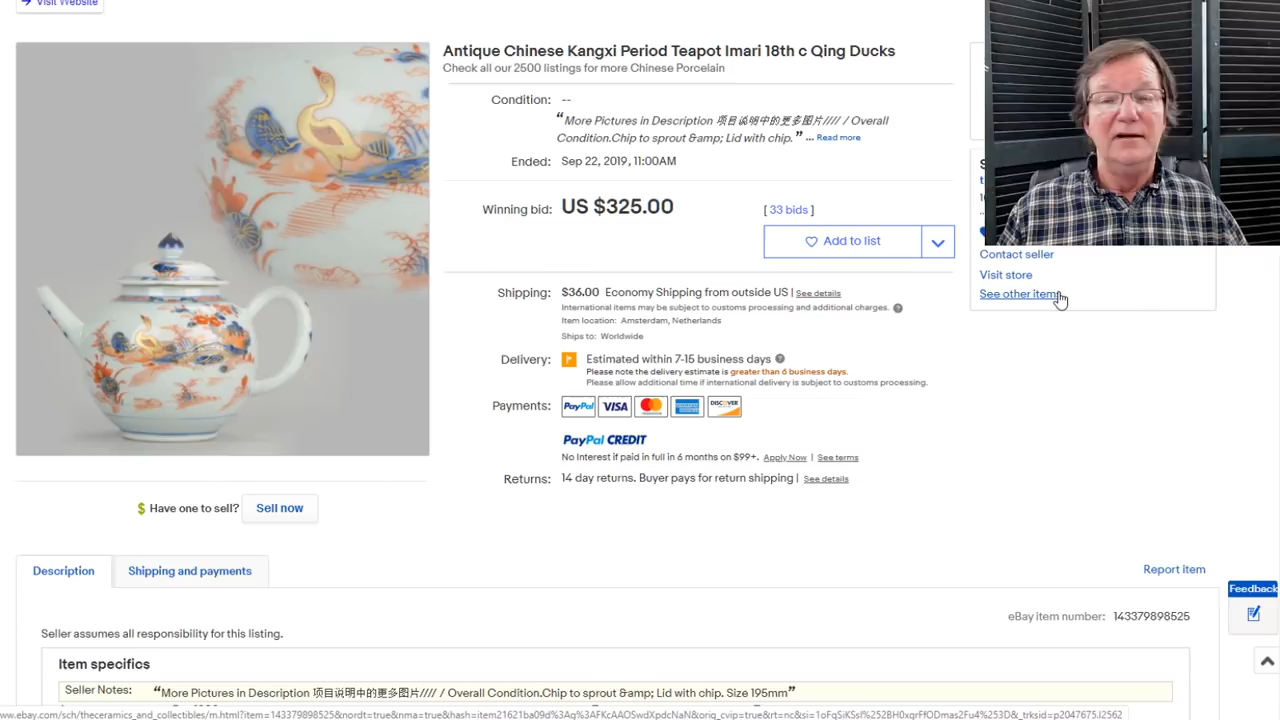 Visit Website
Antique Chinese Kangxi Period Teapot Imari 18th c Qing Ducks
Check all our 2500 listings for more Chinese Porcelain
Condition: --
“More Pictures in Description 项目说明中的更多图片//// / Overall
Condition.Chip to sprout &amp; Lid with chip.” ... Read more
Ended: Sep 22, 2019, 11:00AM
Winning bid: US $325.00 [ 33 bids ]
Add to list
Contact seller
Visit store
See other items
Shipping: $36.00 Economy Shipping from outside US | See details
International items may be subject to customs processing and additional charges. ?
Item location: Amsterdam, Netherlands
Ships to: Worldwide
Delivery: Estimated within 7-15 business days ?
Please note the delivery estimate is greater than 6 business days.
Please allow additional time if international delivery is subject to customs processing.
Payments: PayPal VISA DISCOVER
PayPal CREDIT
No Interest if paid in full in 6 months on $99+. Apply Now | See terms
Returns: 14 day returns. Buyer pays for return shipping | See details
$ Have one to sell? Sell now
Description Shipping and payments
Report item
Feedback
eBay item number: 143379898525
Seller assumes all responsibility for this listing.
Item specifics
Seller Notes: “More Pictures in Description 项目说明中的更多图片//// / Overall Condition.Chip to sprout &amp; Lid with chip. Size 195mm”